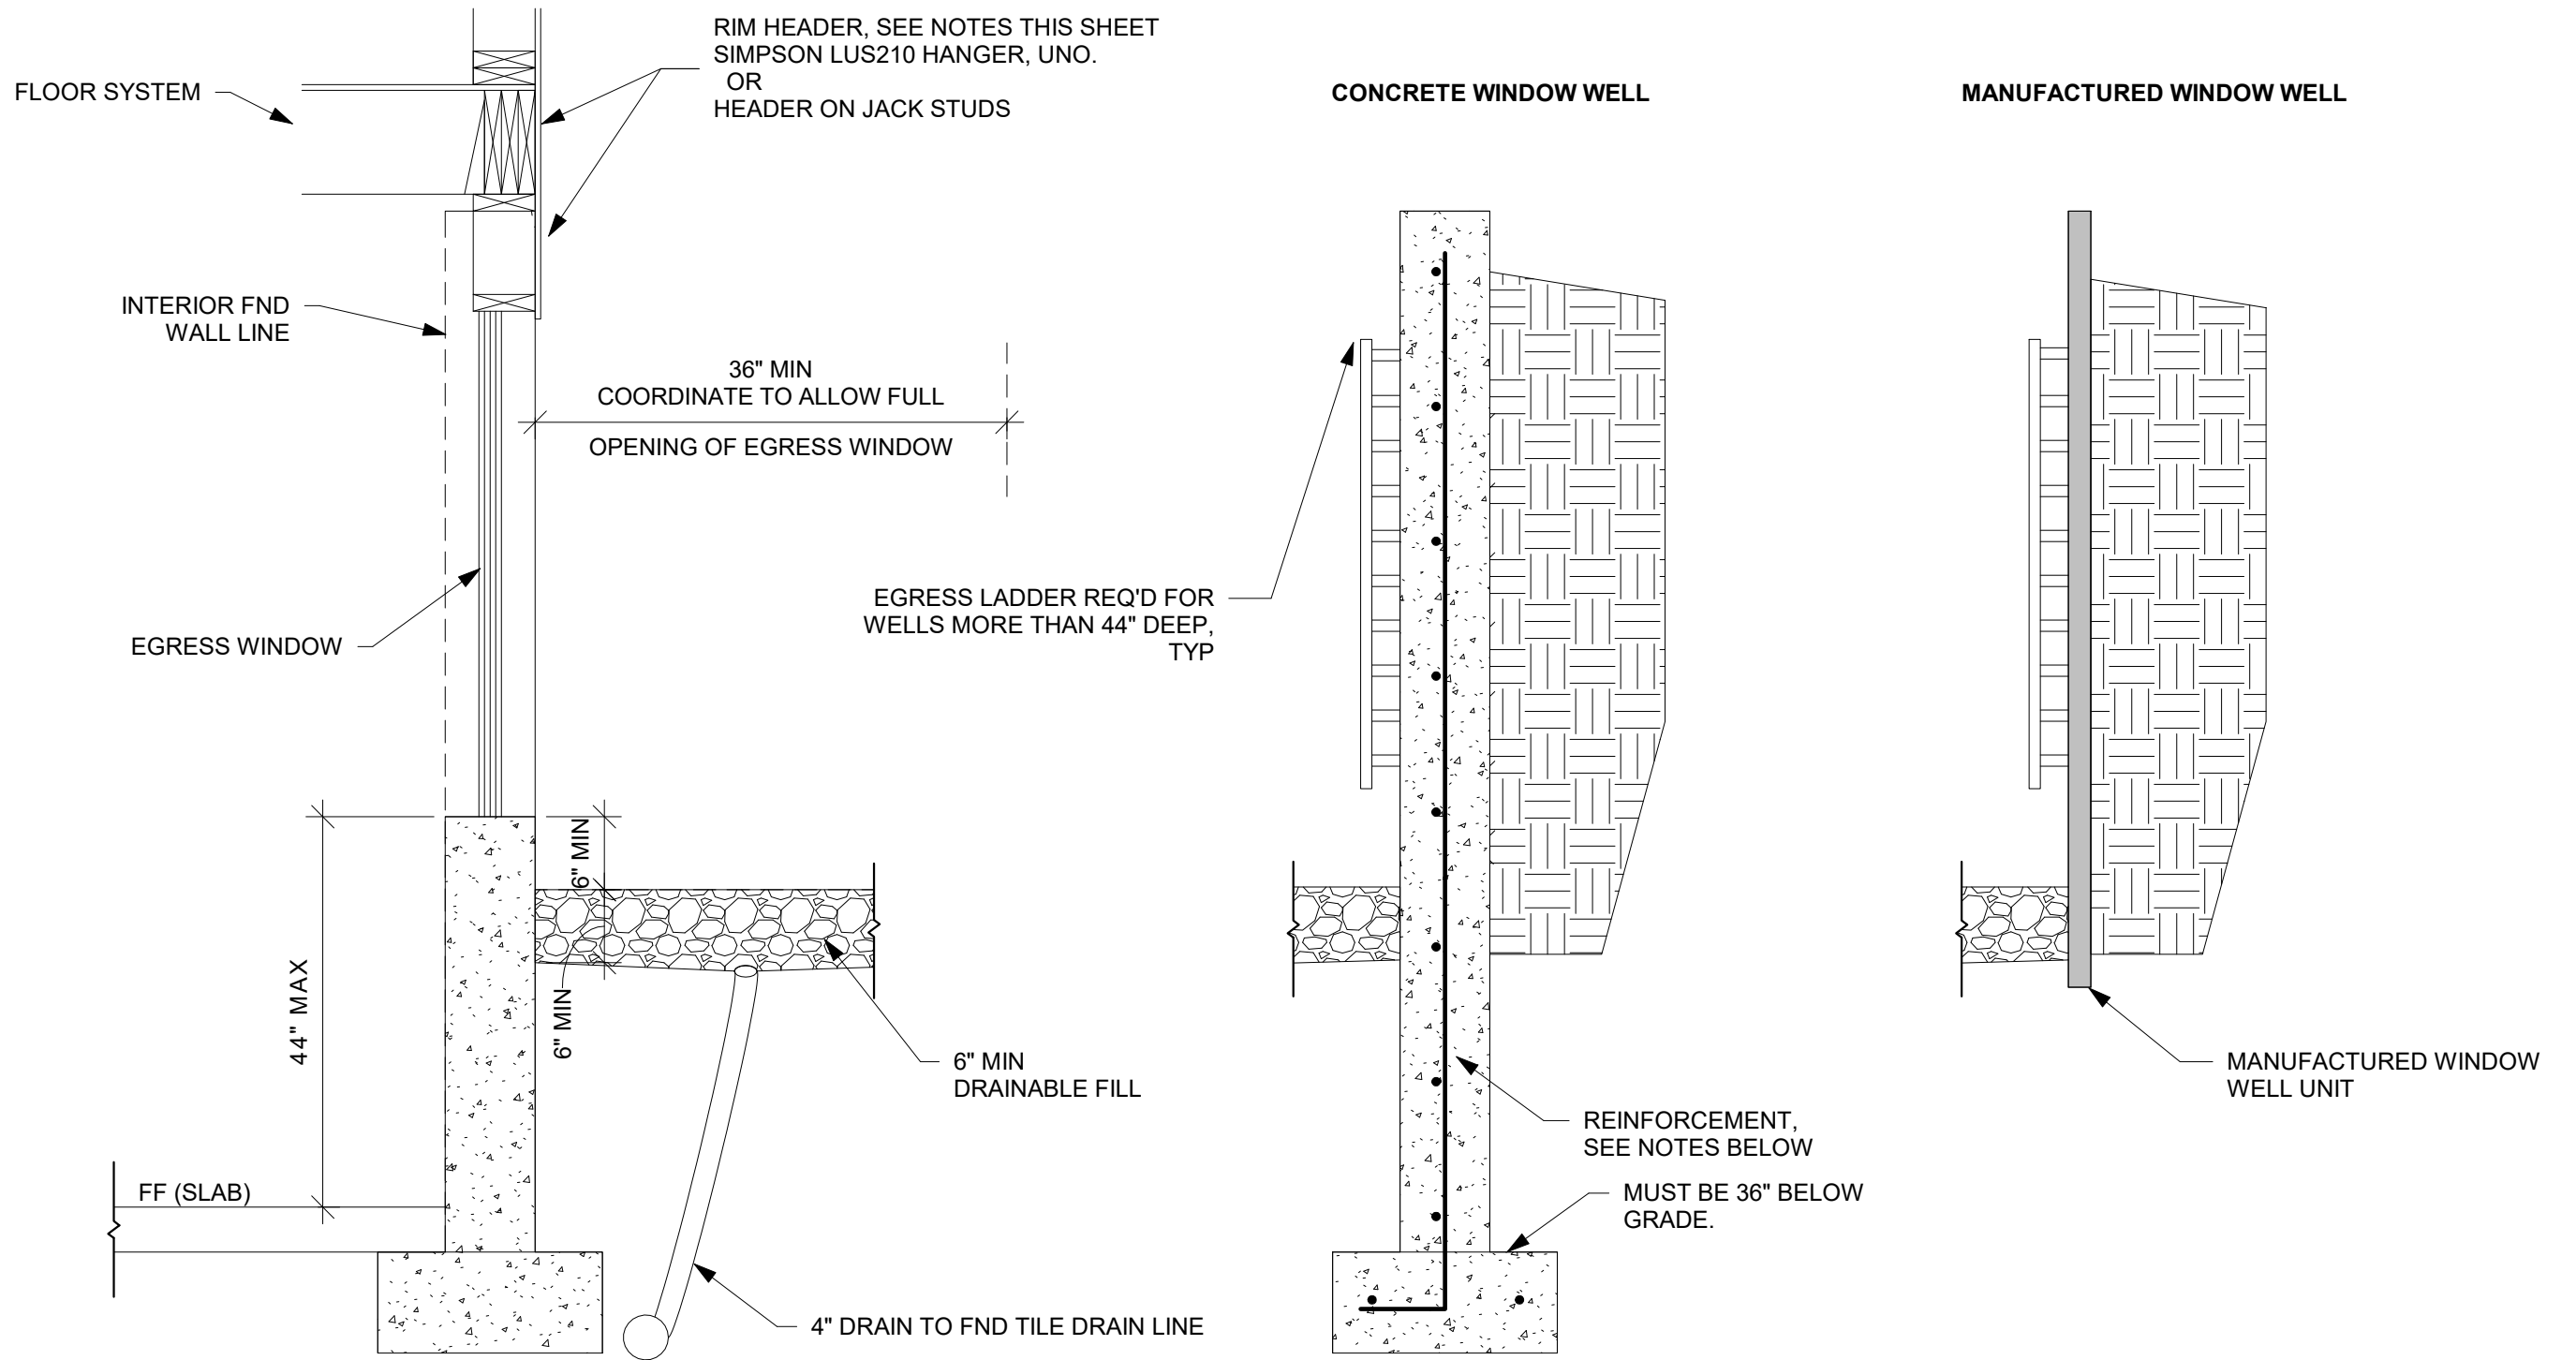 RIM HEADER, SEE NOTES THIS SHEET
SIMPSON LUS210 HANGER, UNO.
OR
HEADER ON JACK STUDS
FLOOR SYSTEM
CONCRETE WINDOW WELL
MANUFACTURED WINDOW WELL
INTERIOR FND
WALL LINE
36" MIN
COORDINATE TO ALLOW FULL
OPENING OF EGRESS WINDOW
EGRESS LADDER REQ'D FOR
WELLS MORE THAN 44" DEEP,
TYP
EGRESS WINDOW
6" MIN
44" MAX
6" MIN
6" MIN
DRAINABLE FILL
MANUFACTURED WINDOW
WELL UNIT
REINFORCEMENT,
SEE NOTES BELOW
FF (SLAB)
MUST BE 36" BELOW
GRADE.
4" DRAIN TO FND TILE DRAIN LINE